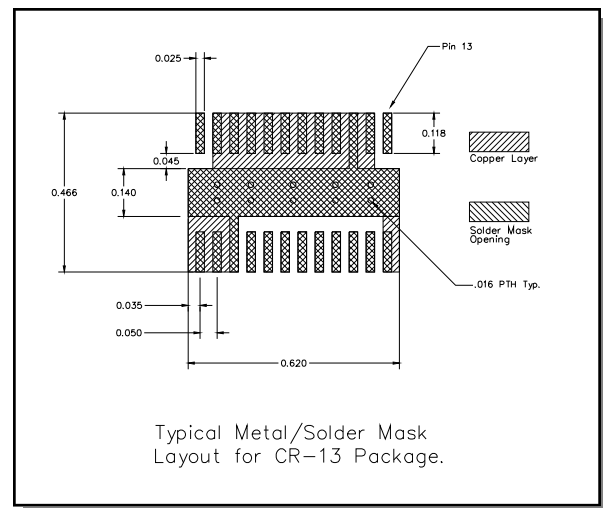 Pin 13
0.025
0.118
0.045
Copper Layer
0.466
0.140
Solder Mask
Opening
.016 PTH Typ.
0.035
0.050
0.620
Typical Metal/Solder Mask
Layout for CR-13 Package.